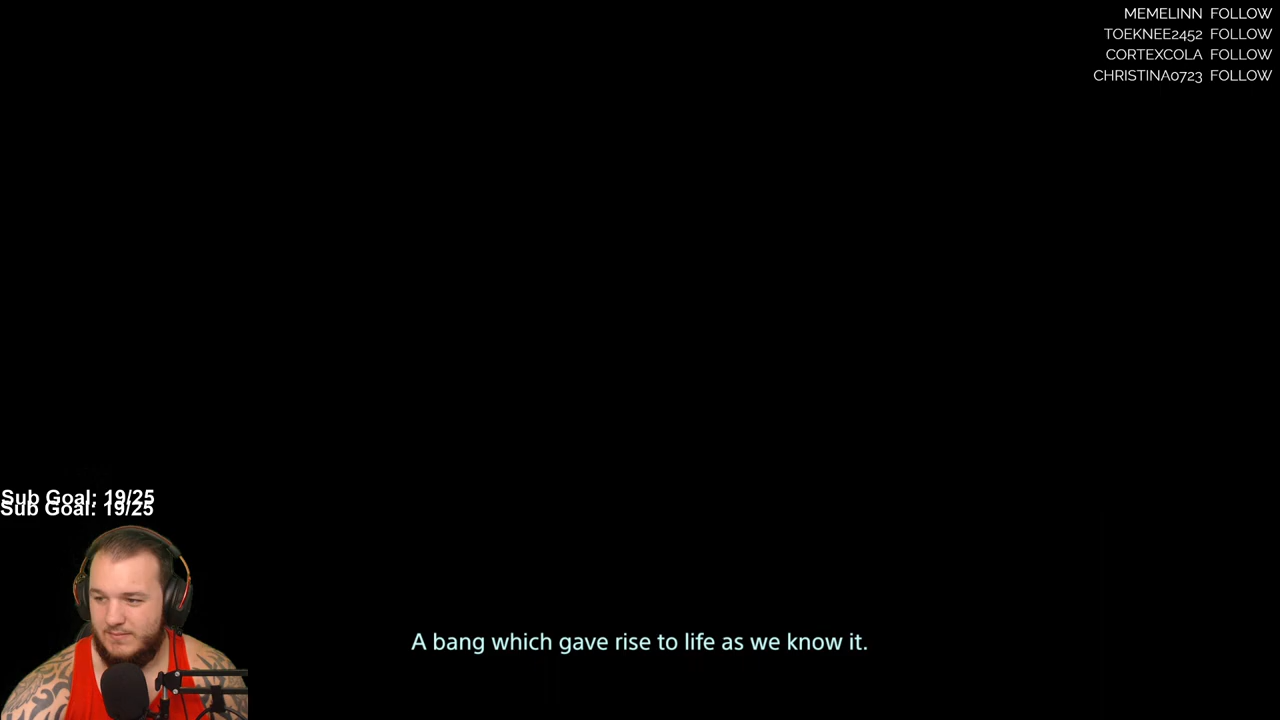 MEMELINN FOLLOW
TOEKNEE2452 FOLLOW
CORTEXCOLA FOLLOW
CHRISTINA0723 FOLLOW
Sub Goal: 19/25
Sub Goal: 19/25
A bang which gave rise to life as we know it.